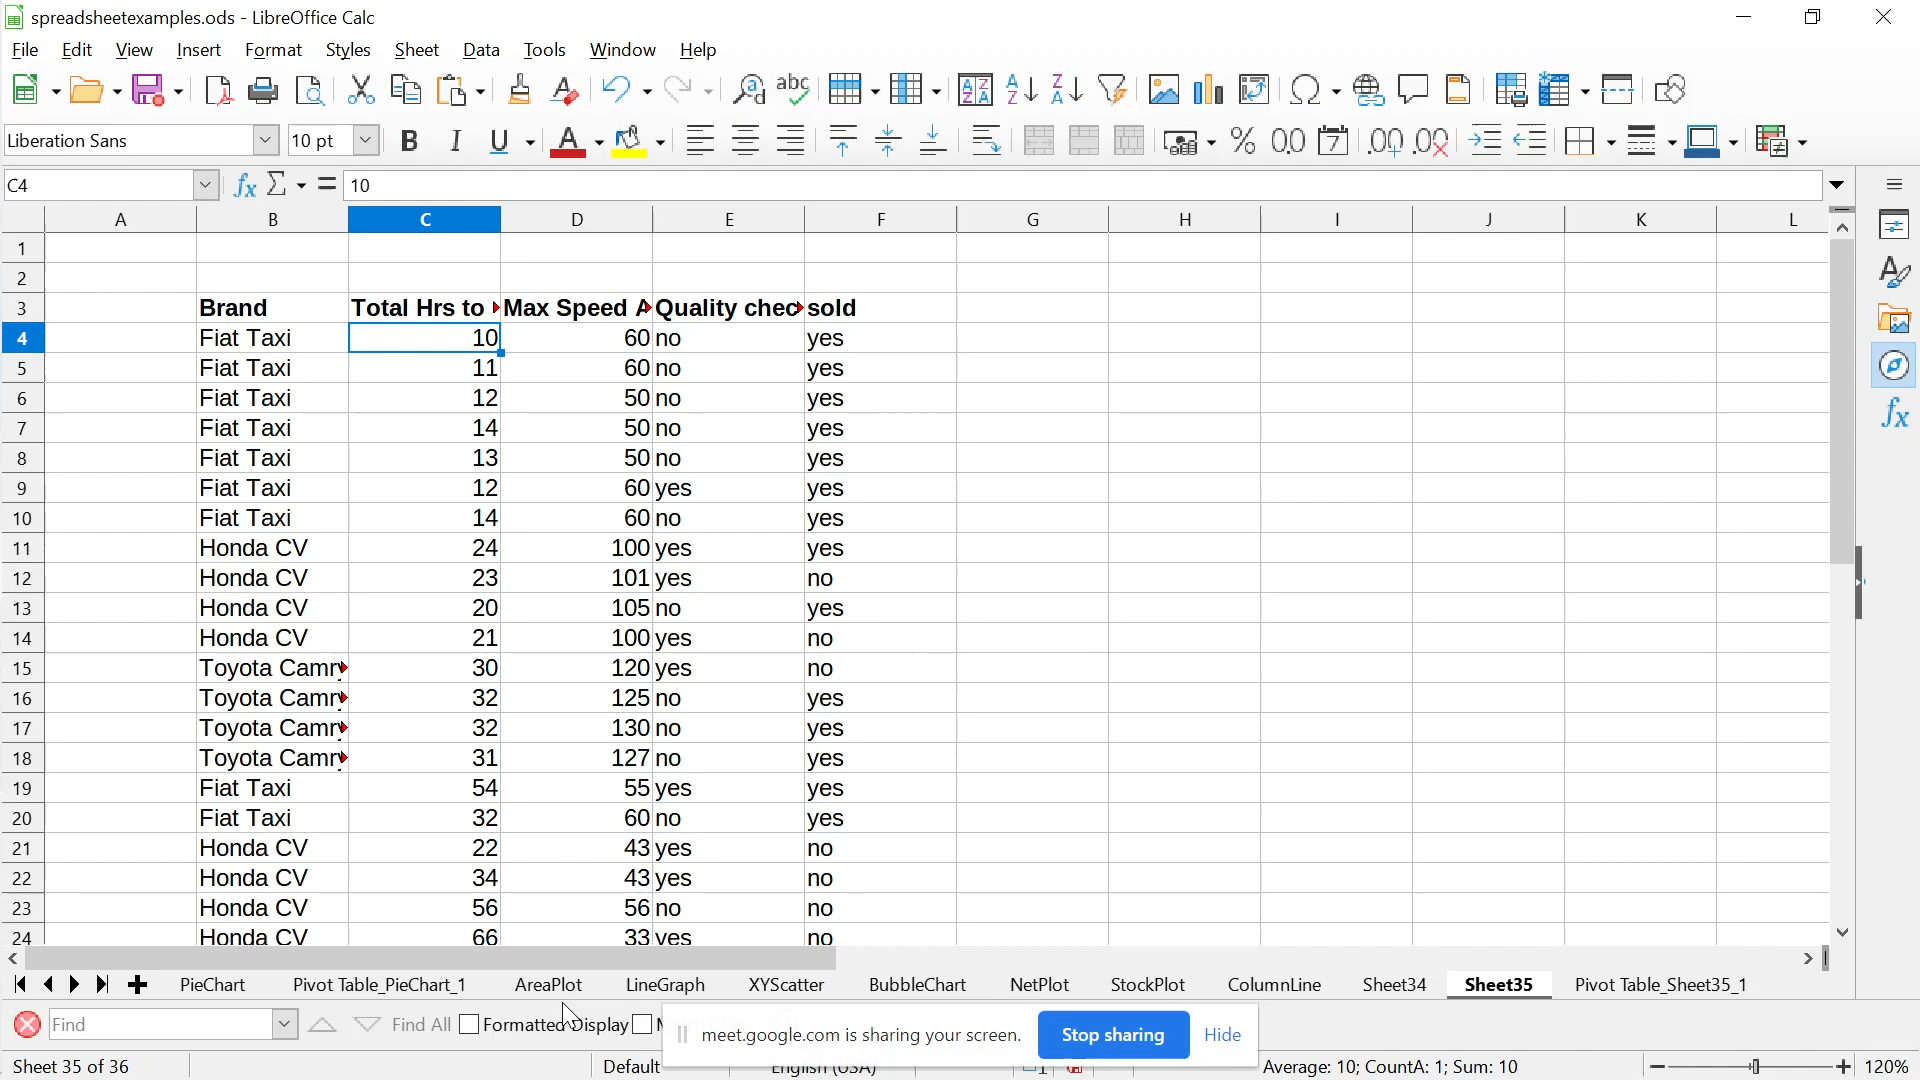 spreadsheetexamples.ods - LibreOffice Calc
File Edit View Insert Format Styles Sheet Data Tools Window Help
Liberation Sans 10 pt
C4 10
A B C D E F G H I J K L
1
2
3 Brand Total Hrs to Max Speed A Quality chec sold
4 Fiat Taxi 10 60 no yes
5 Fiat Taxi 11 60 no yes
6 Fiat Taxi 12 50 no yes
7 Fiat Taxi 14 50 no yes
8 Fiat Taxi 13 50 no yes
9 Fiat Taxi 12 60 yes yes
10 Fiat Taxi 14 60 no yes
11 Honda CV 24 100 yes yes
12 Honda CV 23 101 yes no
13 Honda CV 20 105 no yes
14 Honda CV 21 100 yes no
15 Toyota Camry 30 120 yes no
16 Toyota Camry 32 125 no yes
17 Toyota Camry 32 130 no yes
18 Toyota Camry 31 127 no yes
19 Fiat Taxi 54 55 yes yes
20 Fiat Taxi 32 60 no yes
21 Honda CV 22 43 yes no
22 Honda CV 34 43 yes no
23 Honda CV 56 56 no no
24 Honda CV 66 33 yes no
PieChart Pivot Table_PieChart_1 AreaPlot LineGraph XYScatter BubbleChart NetPlot StockPlot ColumnLine Sheet34 Sheet35 Pivot Table_Sheet35_1
Find Find All Formatted Display
meet.google.com is sharing your screen. Stop sharing Hide
Sheet 35 of 36 Default English (USA) Average: 10; CountA: 1; Sum: 10 120%